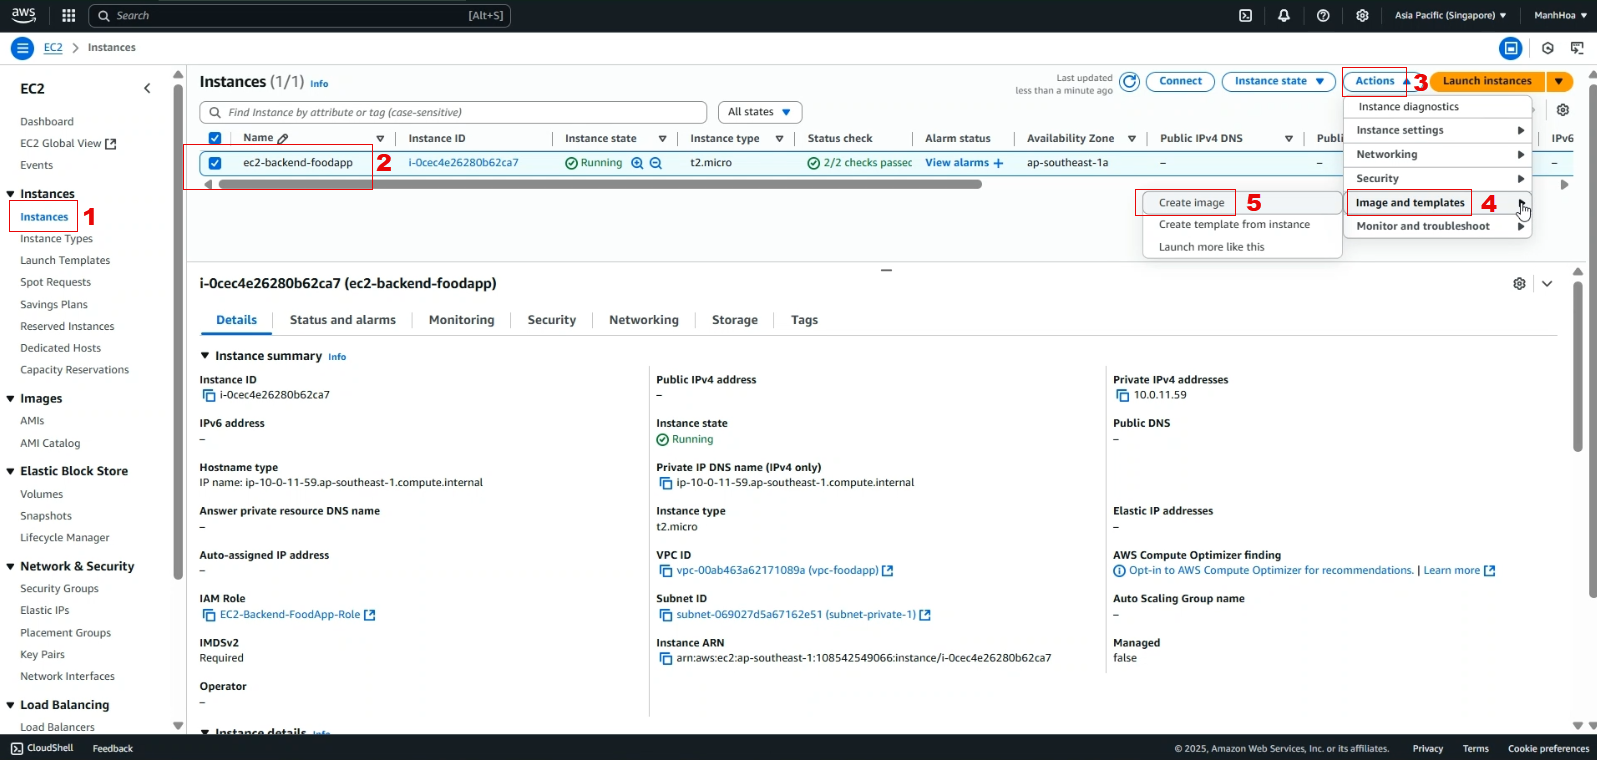 aws
Search [Alt+S]
Asia Pacific (Singapore) ManhHoa
EC2 Instances
EC2
Dashboard
EC2 Global View
Events
Instances
Instances 1
Instance Types
Launch Templates
Spot Requests
Savings Plans
Reserved Instances
Dedicated Hosts
Capacity Reservations
Images
AMIs
AMI Catalog
Elastic Block Store
Volumes
Snapshots
Lifecycle Manager
Network & Security
Security Groups
Elastic IPs
Placement Groups
Key Pairs
Network Interfaces
Load Balancing
Load Balancers
Instances (1/1) Info
Last updated
less than a minute ago
Connect Instance state Actions 3 Launch instances
Find Instance by attribute or tag (case-sensitive) All states
Name Instance ID Instance state Instance type Status check Alarm status Availability Zone Public IPv4 DNS Publi IPv6
ec2-backend-foodapp 2 i-0cec4e26280b62ca7 Running t2.micro 2/2 checks passec View alarms + ap-southeast-1a – – –
Instance diagnostics
Instance settings
Networking
Security
Image and templates 4
Monitor and troubleshoot
Create image 5
Create template from instance
Launch more like this
i-0cec4e26280b62ca7 (ec2-backend-foodapp)
Details Status and alarms Monitoring Security Networking Storage Tags
Instance summary Info
Instance ID
i-0cec4e26280b62ca7
IPv6 address
–
Hostname type
IP name: ip-10-0-11-59.ap-southeast-1.compute.internal
Answer private resource DNS name
–
Auto-assigned IP address
–
IAM Role
EC2-Backend-FoodApp-Role
IMDSv2
Required
Operator
–
Public IPv4 address
–
Instance state
Running
Private IP DNS name (IPv4 only)
ip-10-0-11-59.ap-southeast-1.compute.internal
Instance type
t2.micro
VPC ID
vpc-00ab463a62171089a (vpc-foodapp)
Subnet ID
subnet-069027d5a67162e51 (subnet-private-1)
Instance ARN
arn:aws:ec2:ap-southeast-1:108542549066:instance/i-0cec4e26280b62ca7
Private IPv4 addresses
10.0.11.59
Public DNS
–
Elastic IP addresses
–
AWS Compute Optimizer finding
Opt-in to AWS Compute Optimizer for recommendations. | Learn more
Auto Scaling Group name
–
Managed
false
Instance details Info
CloudShell Feedback © 2025, Amazon Web Services, Inc. or its affiliates. Privacy Terms Cookie preferences